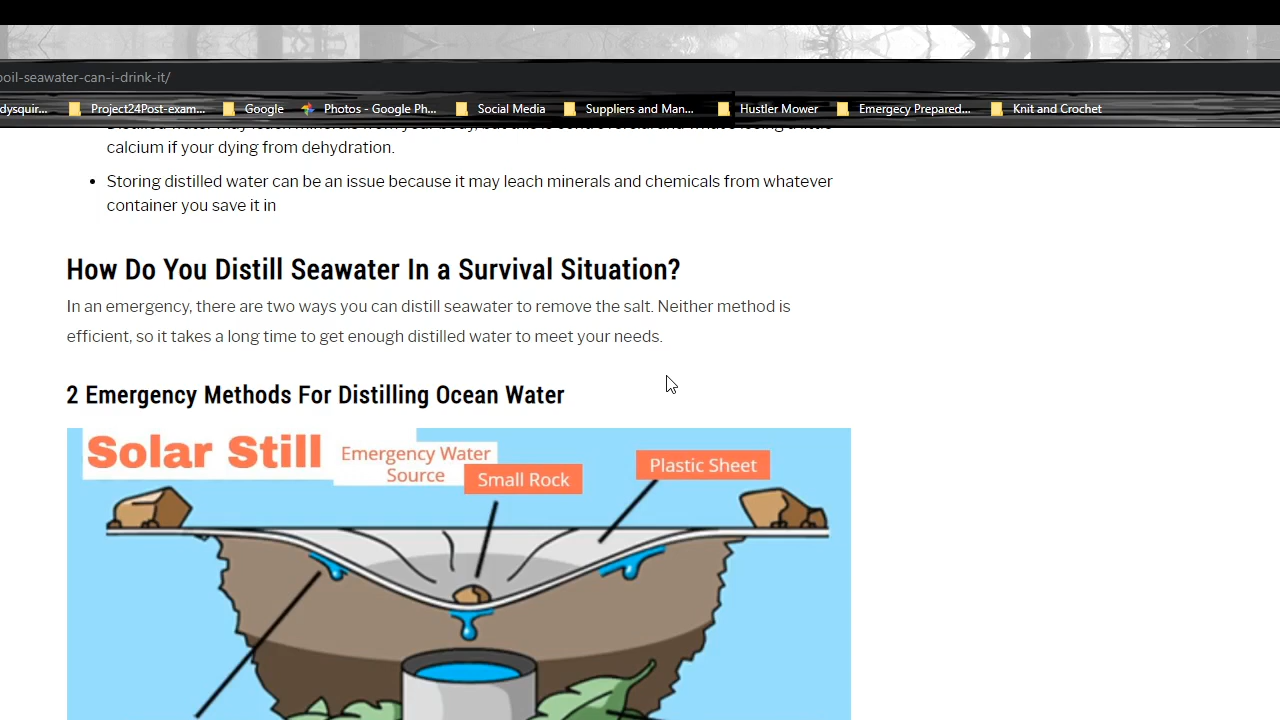 oil-seawater-can-i-drink-it/
dysquir... Project24Post-exam... Google Photos - Google Ph... Social Media Suppliers and Man... Hustler Mower Emergecy Prepared... Knit and Crochet
calcium if your dying from dehydration.
• Storing distilled water can be an issue because it may leach minerals and chemicals from whatever
container you save it in
How Do You Distill Seawater In a Survival Situation?
In an emergency, there are two ways you can distill seawater to remove the salt. Neither method is
efficient, so it takes a long time to get enough distilled water to meet your needs.
2 Emergency Methods For Distilling Ocean Water
Solar Still
Emergency Water
Source
Small Rock
Plastic Sheet